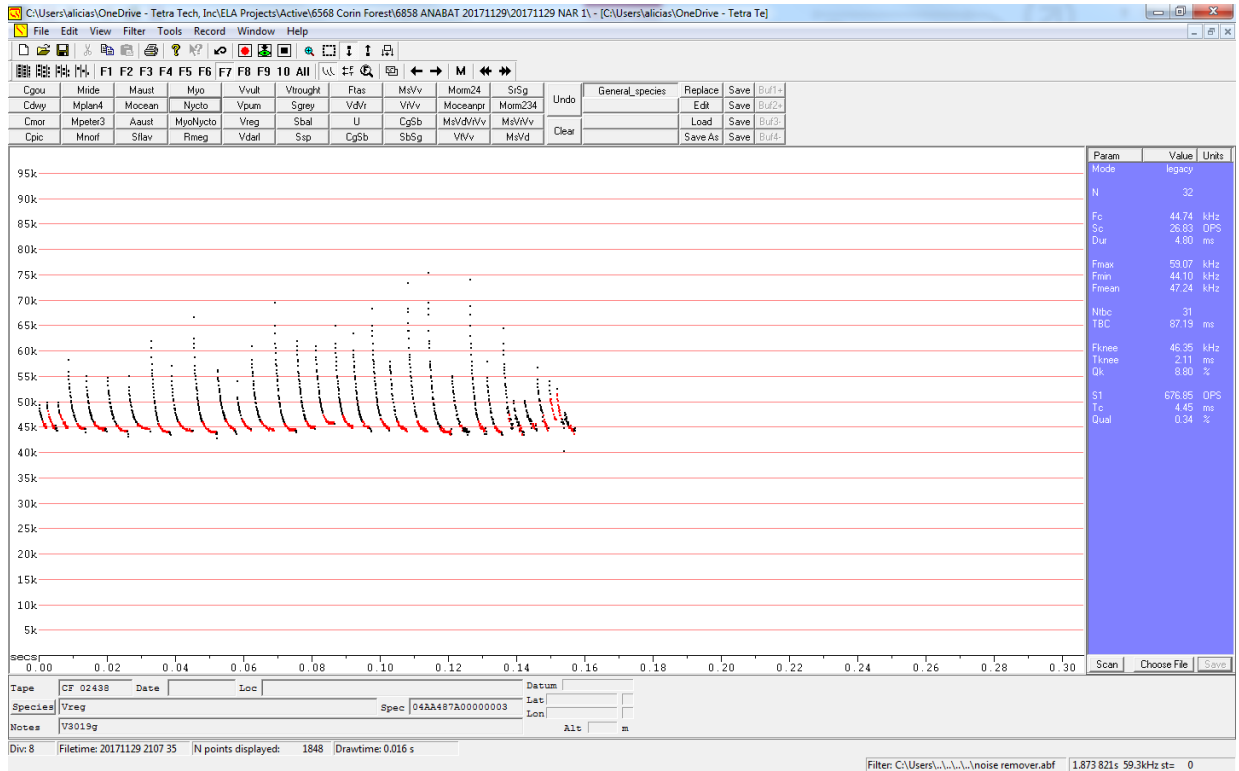 C:\Users\alicias\OneDrive - Tetra Tech, Inc\ELA Projects\Active\6568 Corin Forest\6858 ANABAT 20171129\20171129 NAR 1\ - [C:\Users\alicias\OneDrive - Tetra Te]
File Edit View Filter Tools Record Window Help
F1 F2 F3 F4 F5 F6 F7 F8 F9 10 All M
Cgou Mride Maust Myo Vvult Vtrought Ftas MsVv Morm24 SrSg Undo General_species Replace Save Buf1+
Cdwy Mplan4 Mocean Nycto Vpum Sgrey VdVr VrVv Moceanpr Morm234 Edit Save Buf2+
Cmor Mpeter3 Aaust MyoNycto Vreg Sbal U CgSb MsVdVrVv MsVrVv Clear Load Save Buf3-
Cpic Mnorf Sflav Rmeg Vdarl Ssp CgSb SbSg VfVv MsVd Save As Save Buf4-
Param Value Units
Mode legacy
N 32
Fc 44.74 kHz
Sc 26.83 OPS
Dur 4.80 ms
Fmax 59.07 kHz
Fmin 44.10 kHz
Fmean 47.24 kHz
Ntbc 31
TBC 87.19 ms
Fknee 46.35 kHz
Tknee 2.11 ms
Qk 8.80 %
S1 676.85 OPS
Tc 4.45 ms
Qual 0.34 %
95k
90k
85k
80k
75k
70k
65k
60k
55k
50k
45k
40k
35k
30k
25k
20k
15k
10k
5k
secs
0.00 0.02 0.04 0.06 0.08 0.10 0.12 0.14 0.16 0.18 0.20 0.22 0.24 0.26 0.28 0.30
Scan Choose File Save
Tape CF 02438 Date Loc Datum
Species Vreg Spec 04AA487A00000003 Lat
Lon
Notes V3019g Alt m
Div: 8 Filetime: 20171129 2107 35 N points displayed: 1848 Drawtime: 0.016 s
Filter: C:\Users\..\..\..\..\noise remover.abf 1.873 821s 59.3kHz st= 0